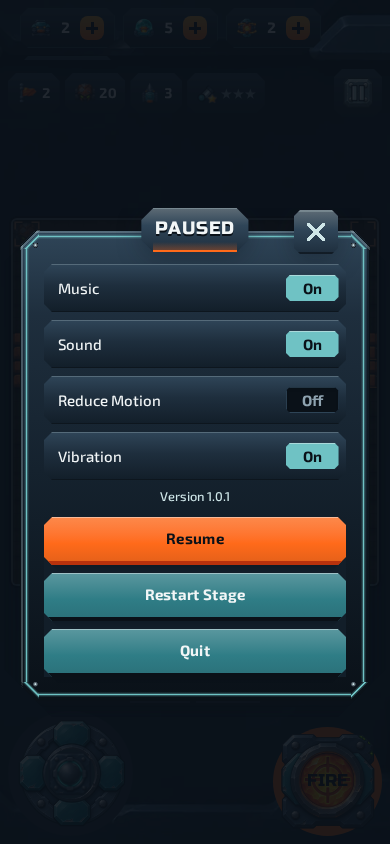 2 5 2
2 20 3
PAUSED
Music On
Sound On
Reduce Motion Off
Vibration On
Version 1.0.1
Resume
Restart Stage
Quit
FIRE